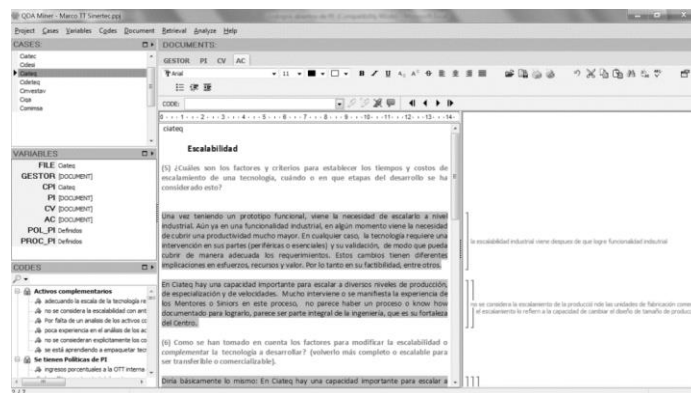 QDA Miner - Marco TT Sinertec.ppj
Project Cases Variables Codes Document Retrieval Analyze Help
CASES
Ciatec
Cidesi
Ciateq
Cideteq
Cinvestav
Ciqa
Comimsa
VARIABLES
FILE Ciateq
GESTOR [DOCUMENT]
CPI Ciateq
PI [DOCUMENT]
CV [DOCUMENT]
AC [DOCUMENT]
POL_PI Definidos
PROC_PI Definidos
CODES
Activos complementarios
adecuando la escala de la tecnología re
no se considera la escalabilidad con ant
Por falta de un analisis de los activos co
poca experiencia en el análisis de los ac
no se consideran explicitamente los co
se está aprendiendo a empaquetar tec
Se tienen Políticas de PI
ingresos porcentuales a la OTT interna
DOCUMENTS:
GESTOR PI CV AC
Arial 11
CODE:
ciateq
Escalabilidad
(5) ¿Cuáles son los factores y criterios para establecer los tiempos y costos de
escalamiento de una tecnología, cuándo o en que etapas del desarrollo se ha
considerado esto?
Una vez teniendo un prototipo funcional, viene la necesidad de escalarlo a nivel
industrial. Aún ya en una funcionalidad industrial, en algún momento viene la necesidad
de cubrir una productividad mucho mayor. En cualquier caso, la tecnología requiere una
intervención en sus partes (periféricas o esenciales) y su validación, de modo que pueda
cubrir de manera adecuada los requerimientos. Estos cambios tienen diferentes
implicaciones en esfuerzos, recursos y valor. Por lo tanto en su factibilidad, entre otros.
En Ciateq hay una capacidad importante para escalar a diversos niveles de producción,
de especialización y de velocidades. Mucho interviene o se manifiesta la experiencia de
los Mentores o Seniors en este proceso, no parece haber un proceso o know how
documentado para lograrlo, parece ser parte integral de la ingeniería, que es su fortaleza
del Centro.
(6) Como se han tomado en cuenta los factores para modificar la escalabilidad o
complementar la tecnología a desarrollar? (volverlo más completo o escalable para
ser transferible o comercializable).
Diría básicamente lo mismo: En Ciateq hay una capacidad importante para escalar a
la escalabilidad industrial viene despues de que logre funcionalidad industrial
no se considera la escalamiento de la producció nde las unidades de fabricación comer
el escalamiento lo refieri a la capacidad de cambiar el diseño de tamaño de produc